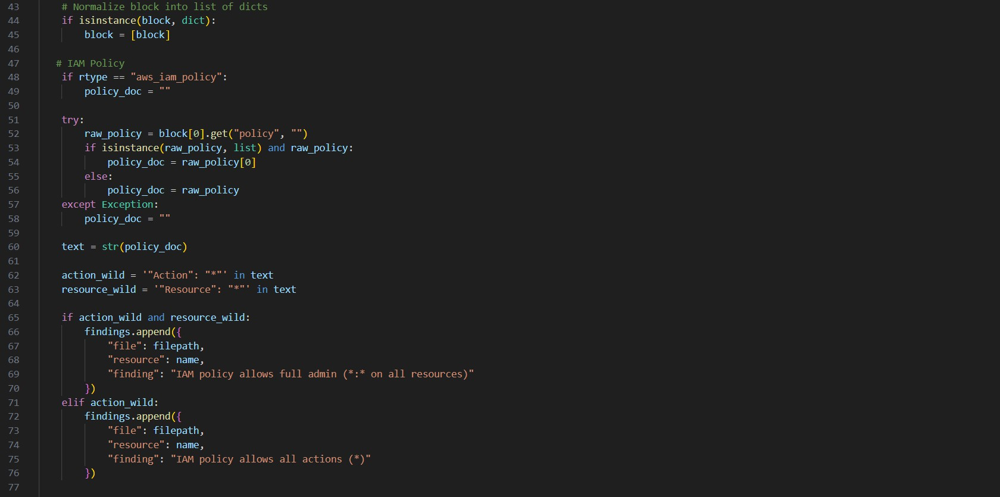 43 # Normalize block into list of dicts
44 if isinstance(block, dict):
45 block = [block]
46
47 # IAM Policy
48 if rtype == "aws_iam_policy":
49 policy_doc = ""
50
51 try:
52 raw_policy = block[0].get("policy", "")
53 if isinstance(raw_policy, list) and raw_policy:
54 policy_doc = raw_policy[0]
55 else:
56 policy_doc = raw_policy
57 except Exception:
58 policy_doc = ""
59
60 text = str(policy_doc)
61
62 action_wild = '"Action": "*"' in text
63 resource_wild = '"Resource": "*"' in text
64
65 if action_wild and resource_wild:
66 findings.append({
67 "file": filepath,
68 "resource": name,
69 "finding": "IAM policy allows full admin (*:* on all resources)"
70 })
71 elif action_wild:
72 findings.append({
73 "file": filepath,
74 "resource": name,
75 "finding": "IAM policy allows all actions (*)"
76 })
77